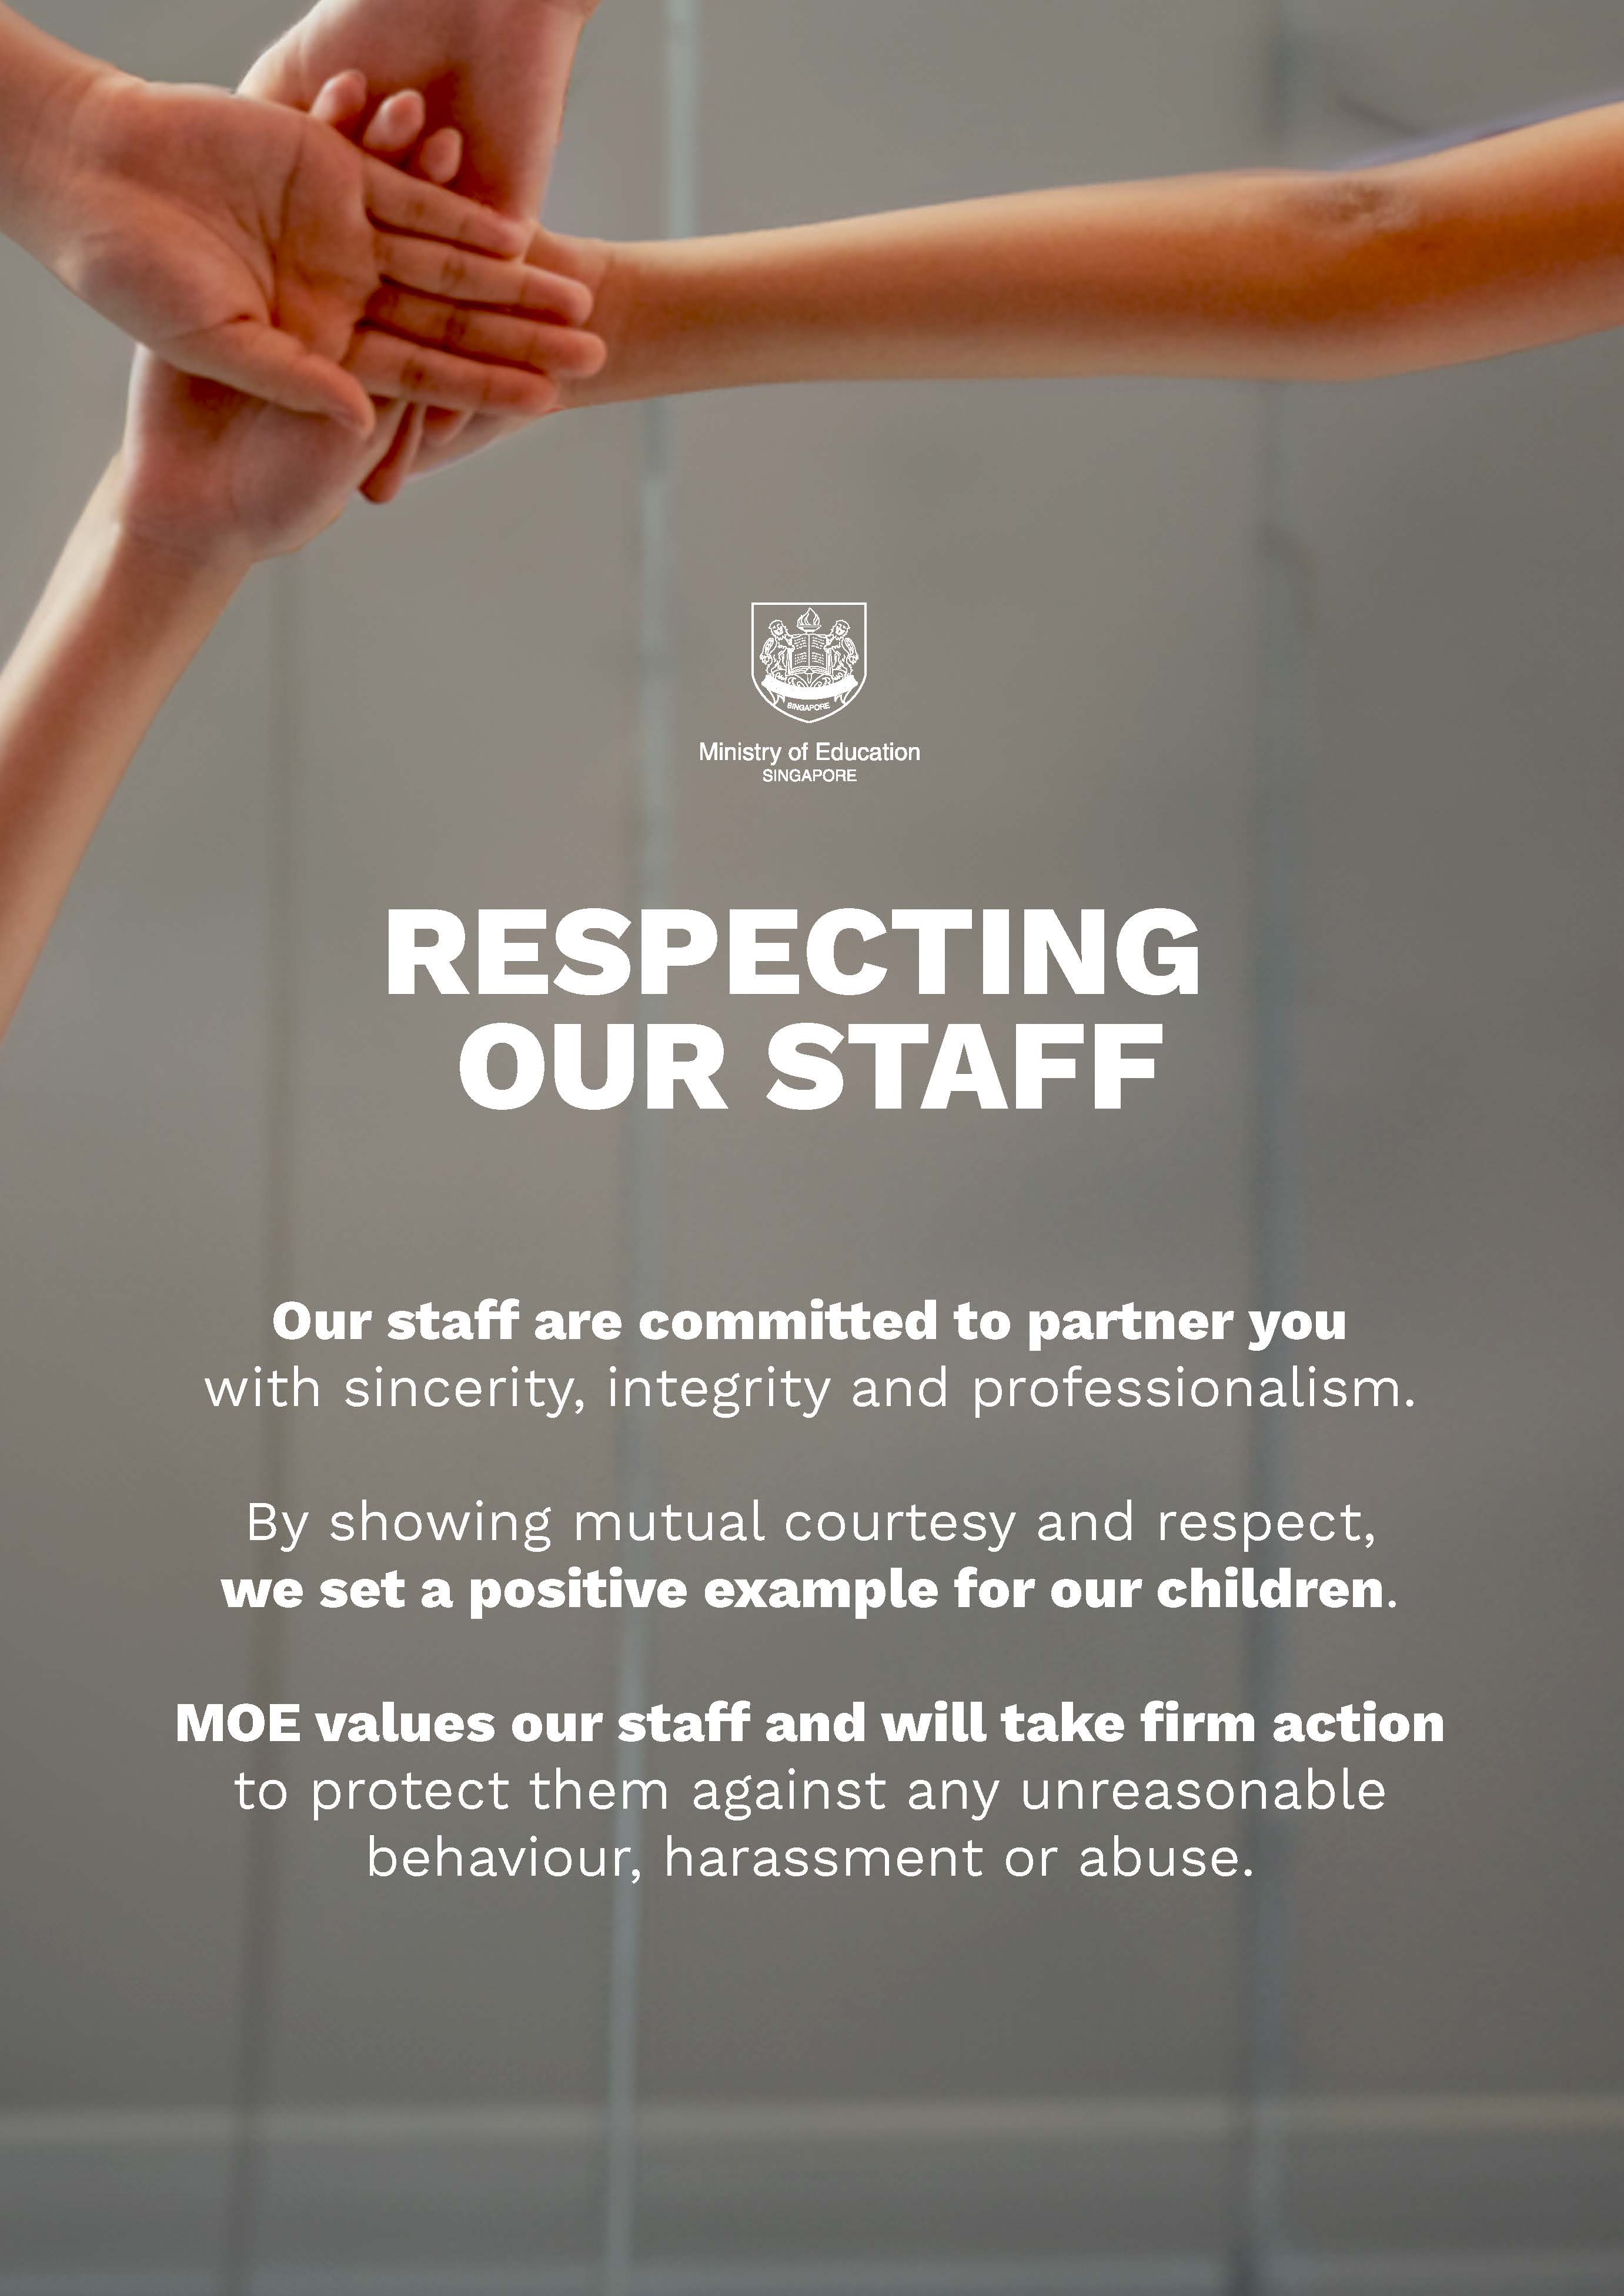 SINGAPORE
Ministry of Education
SINGAPORE
RESPECTING
OUR STAFF
Our staff are committed to partner you
with sincerity, integrity and professionalism.
By showing mutual courtesy and respect,
we set a positive example for our children.
MOE values our staff and will take firm action
to protect them against any unreasonable
behaviour, harassment or abuse.